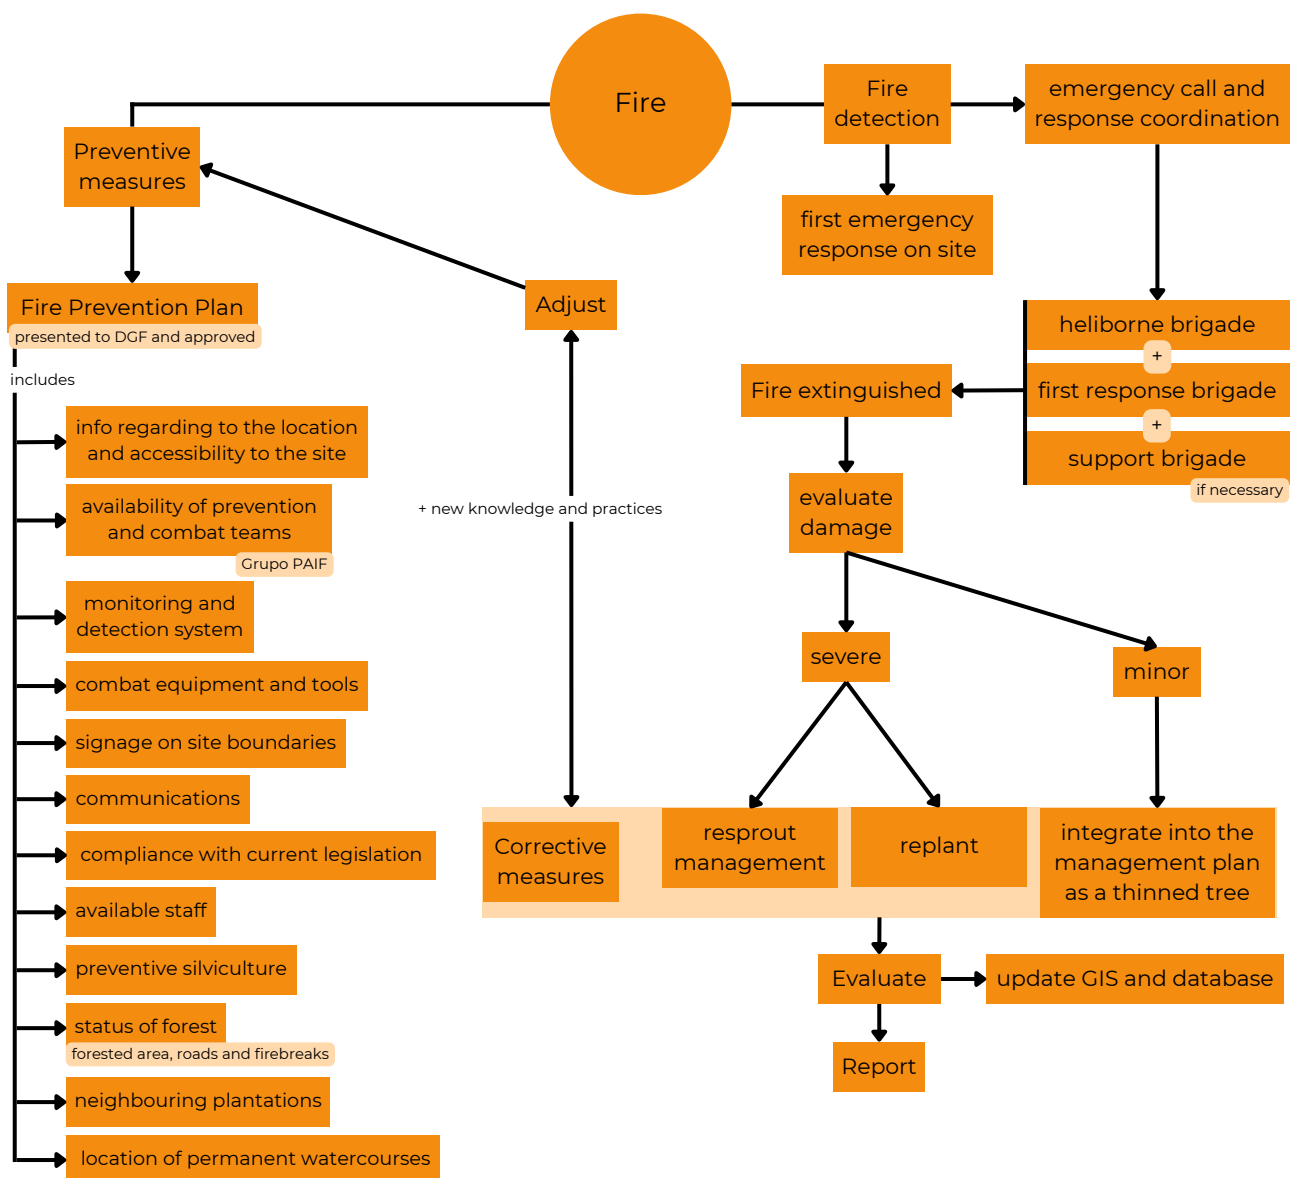 Fire
Fire
detection
emergency call and
response coordination
Preventive
measures
first emergency
response on site
Fire Prevention Plan
presented to DGF and approved
includes
info regarding to the location
and accessibility to the site
availability of prevention
and combat teams
Grupo PAIF
monitoring and
detection system
combat equipment and tools
signage on site boundaries
communications
compliance with current legislation
available staff
preventive silviculture
status of forest
forested area, roads and firebreaks
neighbouring plantations
location of permanent watercourses
Adjust
+ new knowledge and practices
heliborne brigade
+
first response brigade
+
support brigade
if necessary
Fire extinguished
evaluate
damage
severe
minor
Corrective
measures
resprout
management
replant
integrate into the
management plan
as a thinned tree
Evaluate
update GIS and database
Report